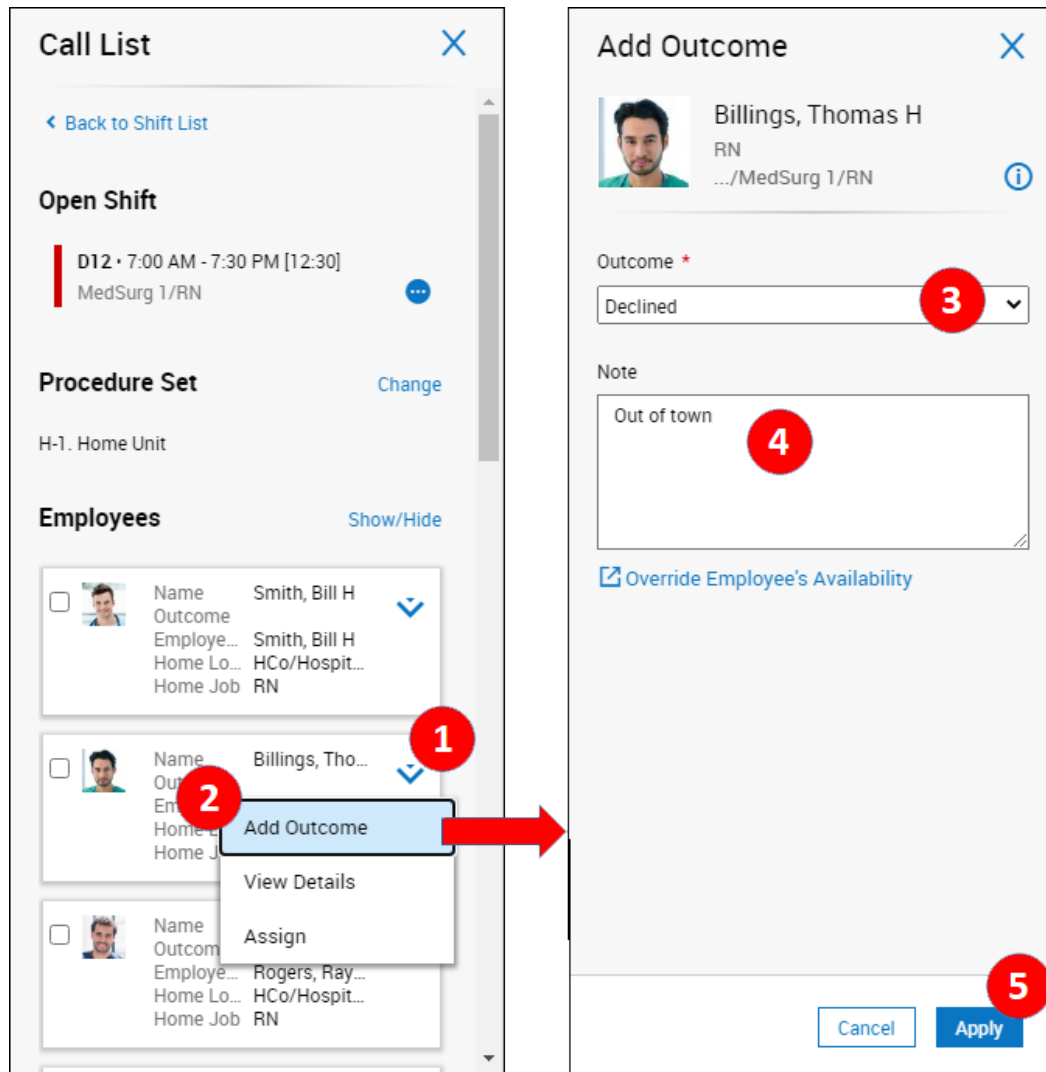 Call List
Back to Shift List
Open Shift
D12 • 7:00 AM - 7:30 PM [12:30]
MedSurg 1/RN
Procedure Set Change
H-1. Home Unit
Employees Show/Hide
Name Smith, Bill H
Outcome
Employe... Smith, Bill H
Home Lo... HCo/Hospit...
Home Job RN
1
Name Billings, Tho...
Out
2
Em
Home L
Home J
Add Outcome
View Details
Assign
Name
Outcom
Employe... Rogers, Ray...
Home Lo... HCo/Hospit...
Home Job RN
Add Outcome
Billings, Thomas H
RN
.../MedSurg 1/RN
Outcome *
Declined
3
Note
Out of town
4
Override Employee's Availability
5
Cancel Apply